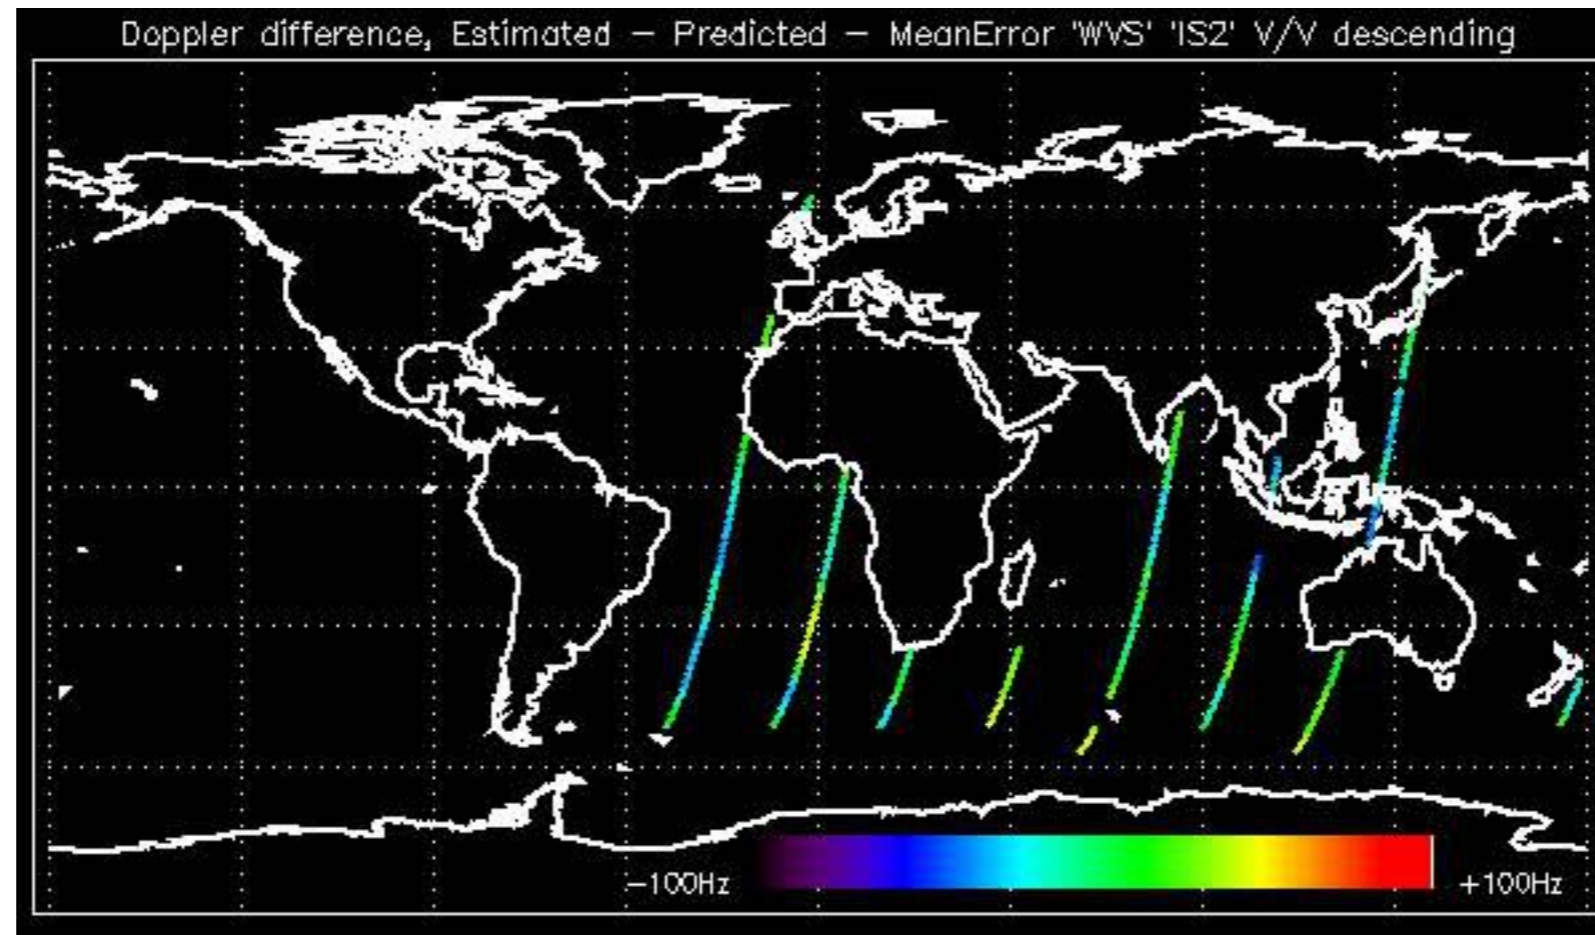 Doppler difference, Estimated – Predicted – MeanError 'WVS' 'IS2' V/V descending
–100Hz
+100Hz